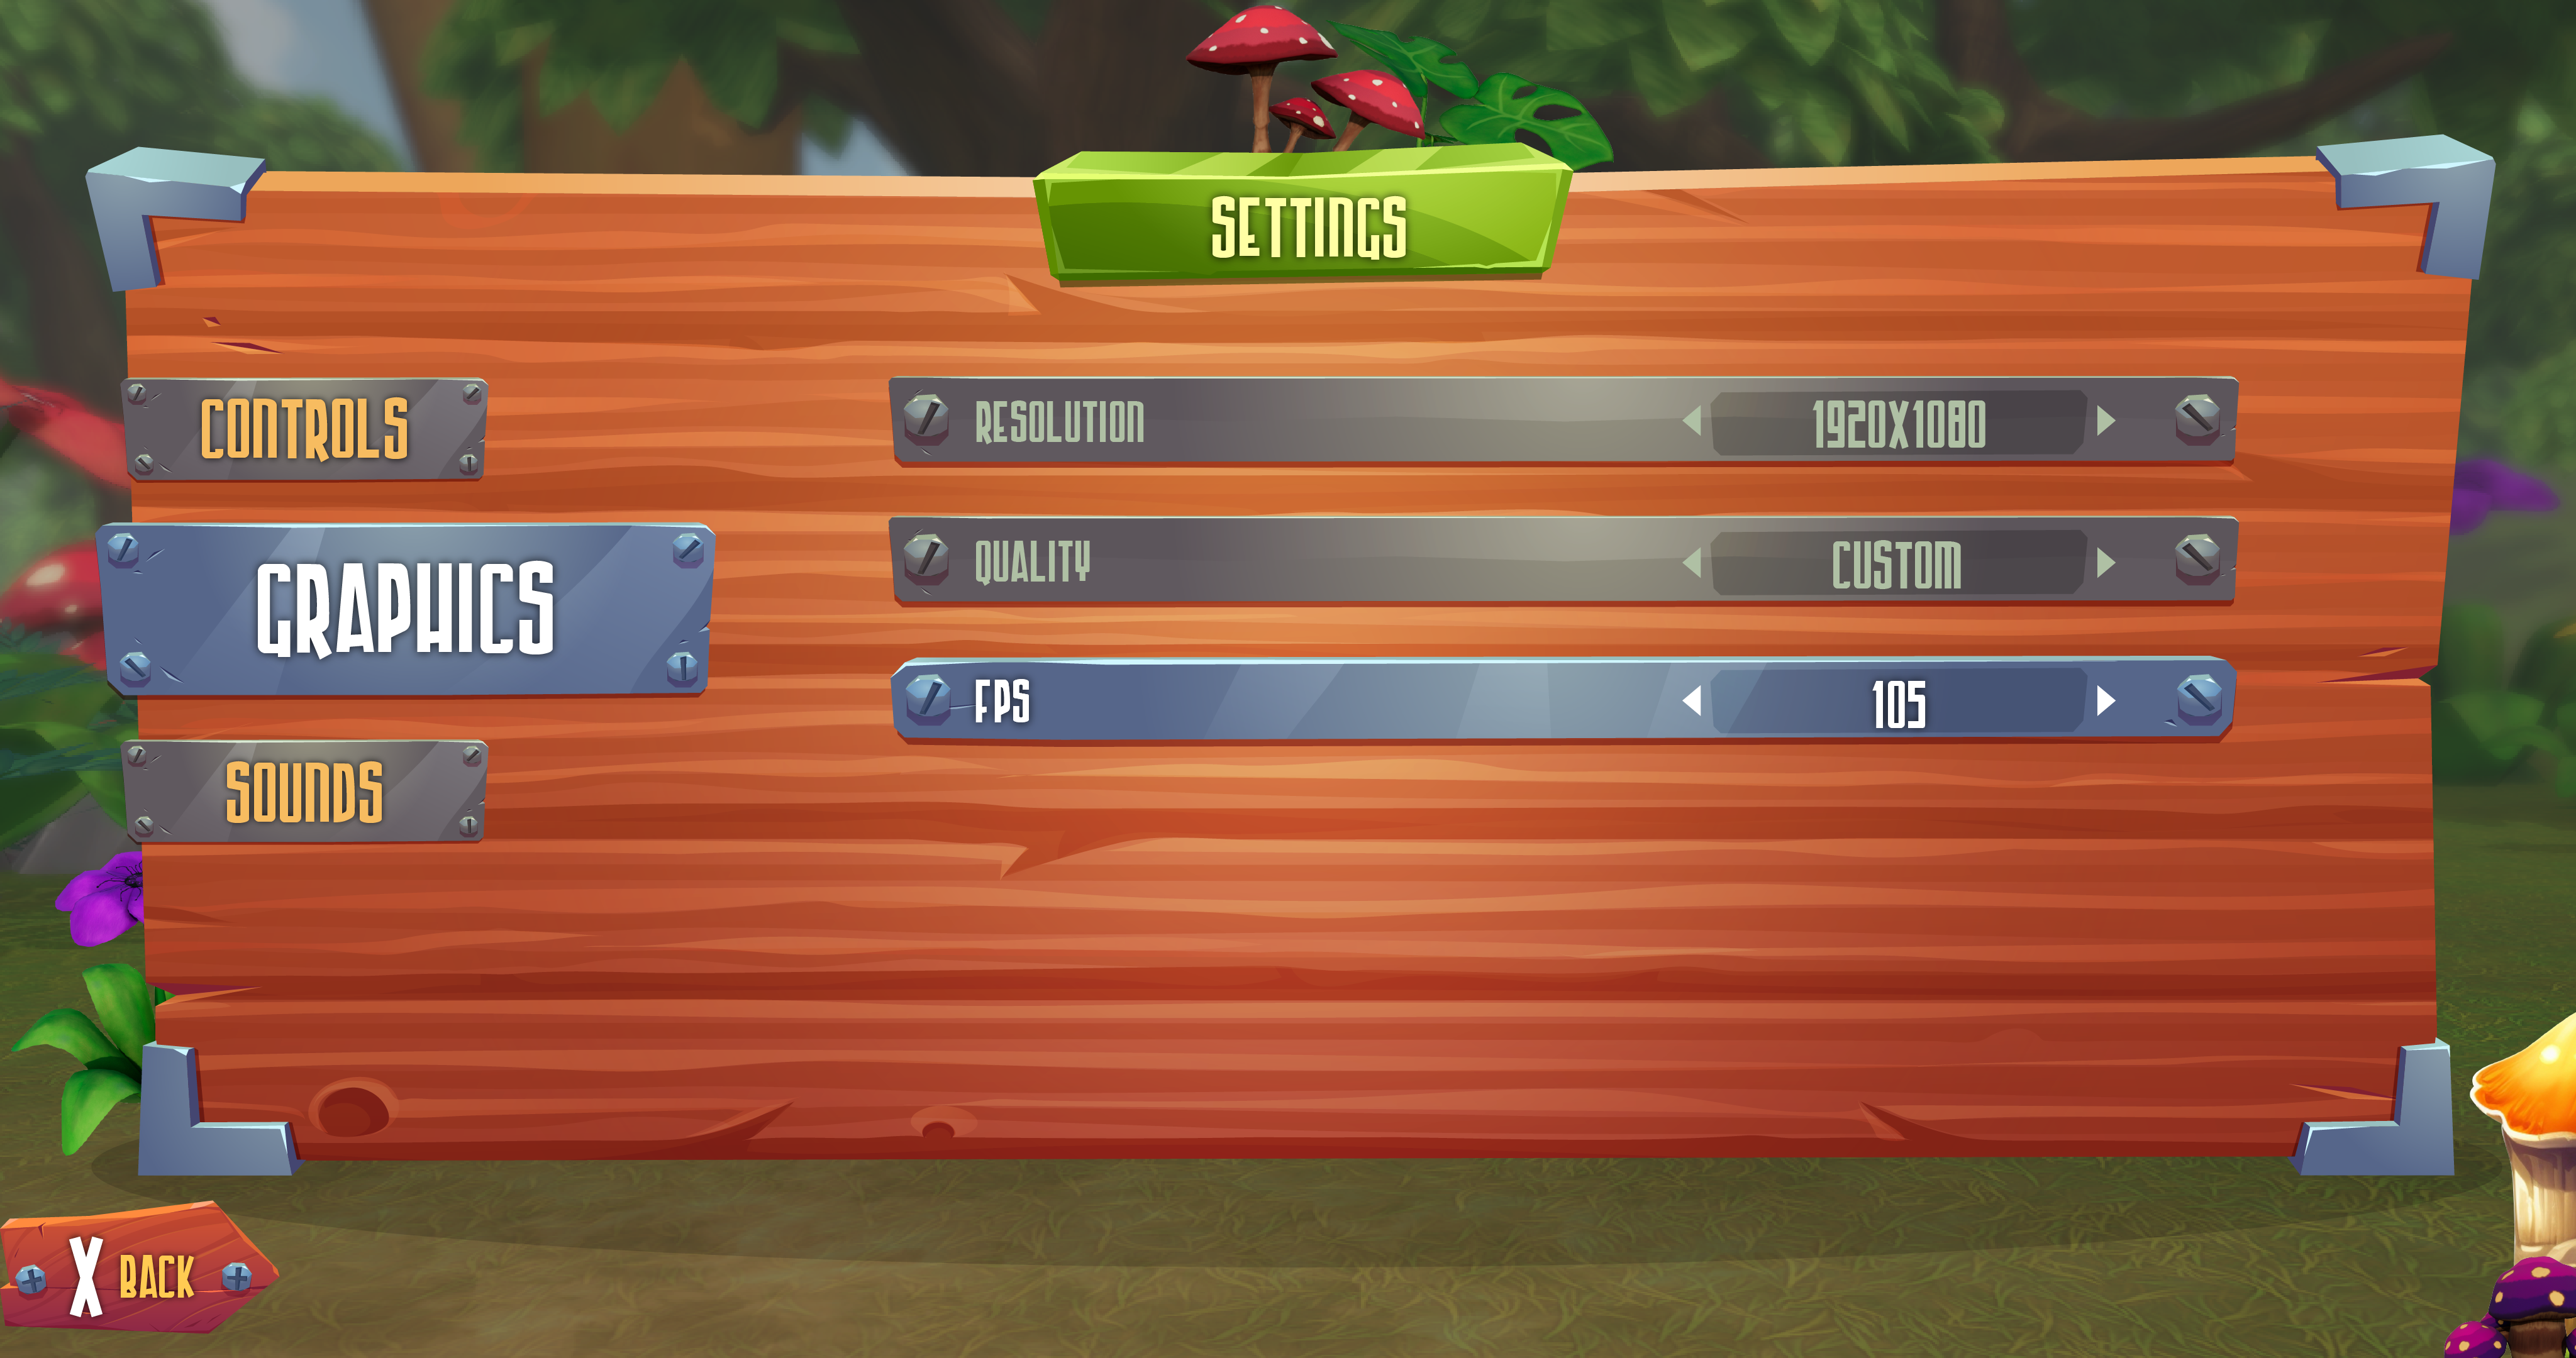 SETTINGS
CONTROLS
GRAPHICS
SOUNDS
RESOLUTION 1920X1080
QUALITY CUSTOM
FPS 105
X BACK